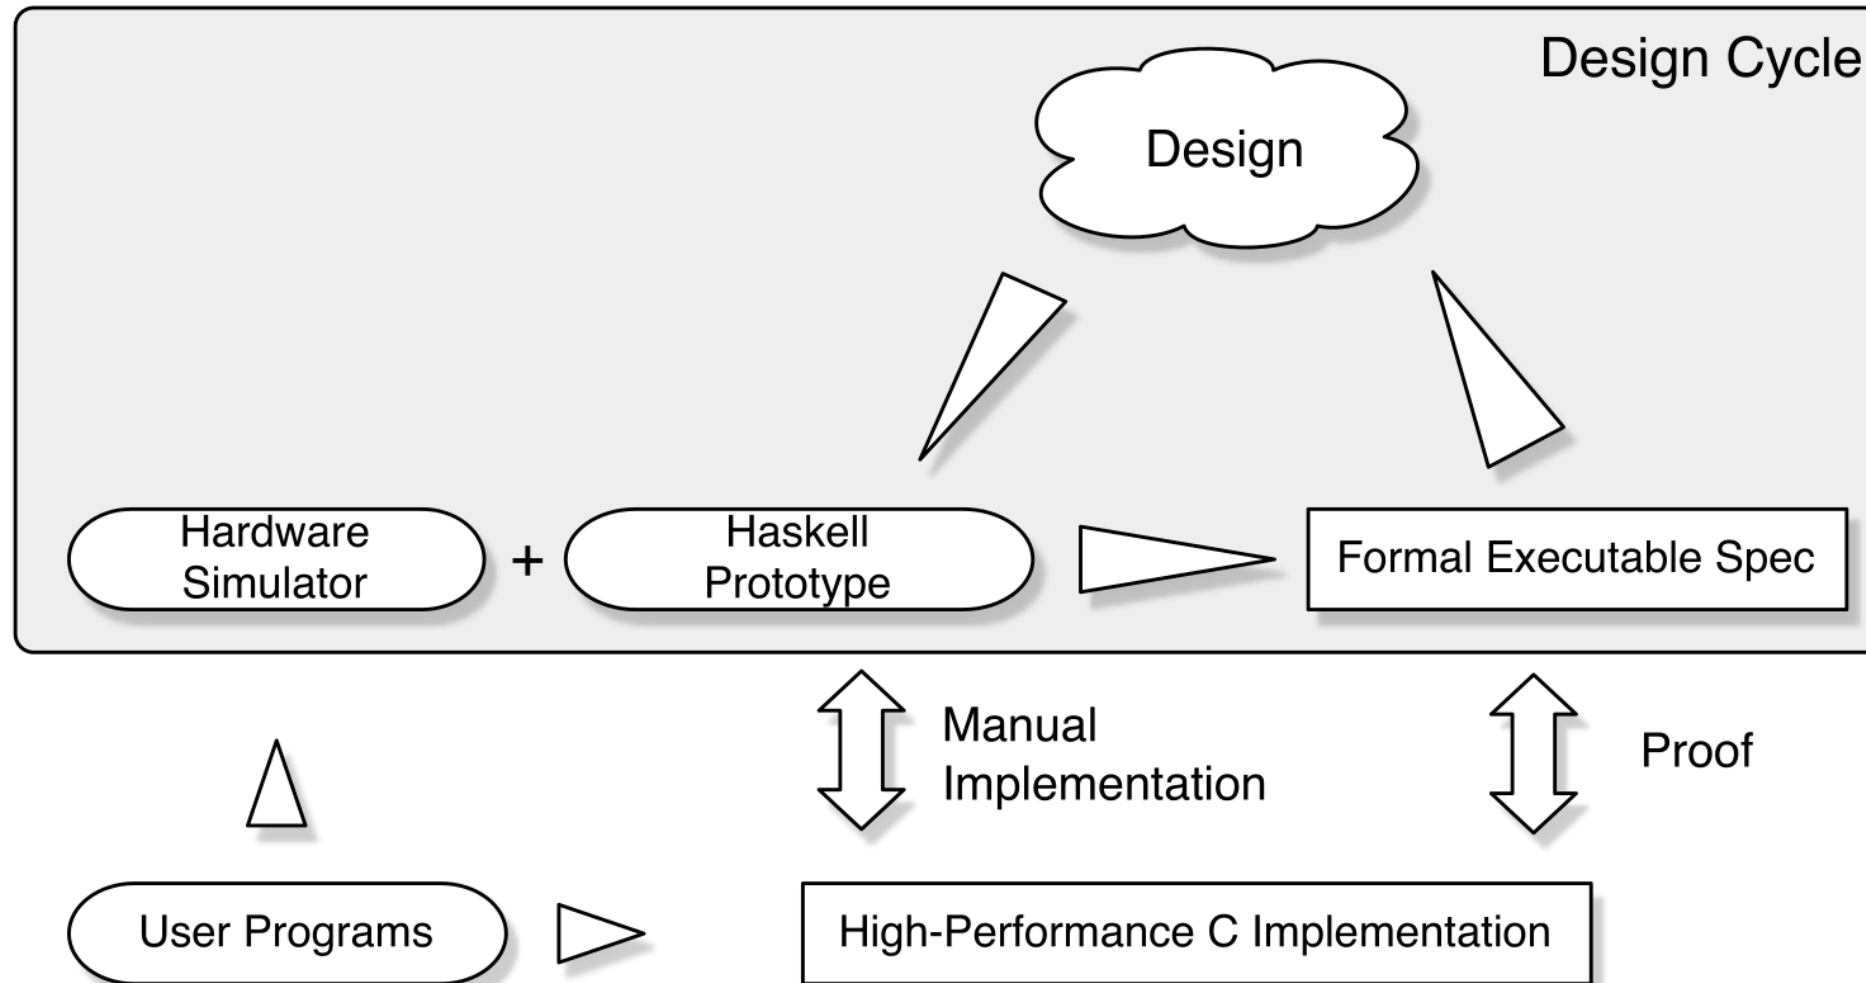 Design Cycle
Design
Hardware
Simulator
+
Haskell
Prototype
Formal Executable Spec
Manual
Implementation
Proof
User Programs
High-Performance C Implementation